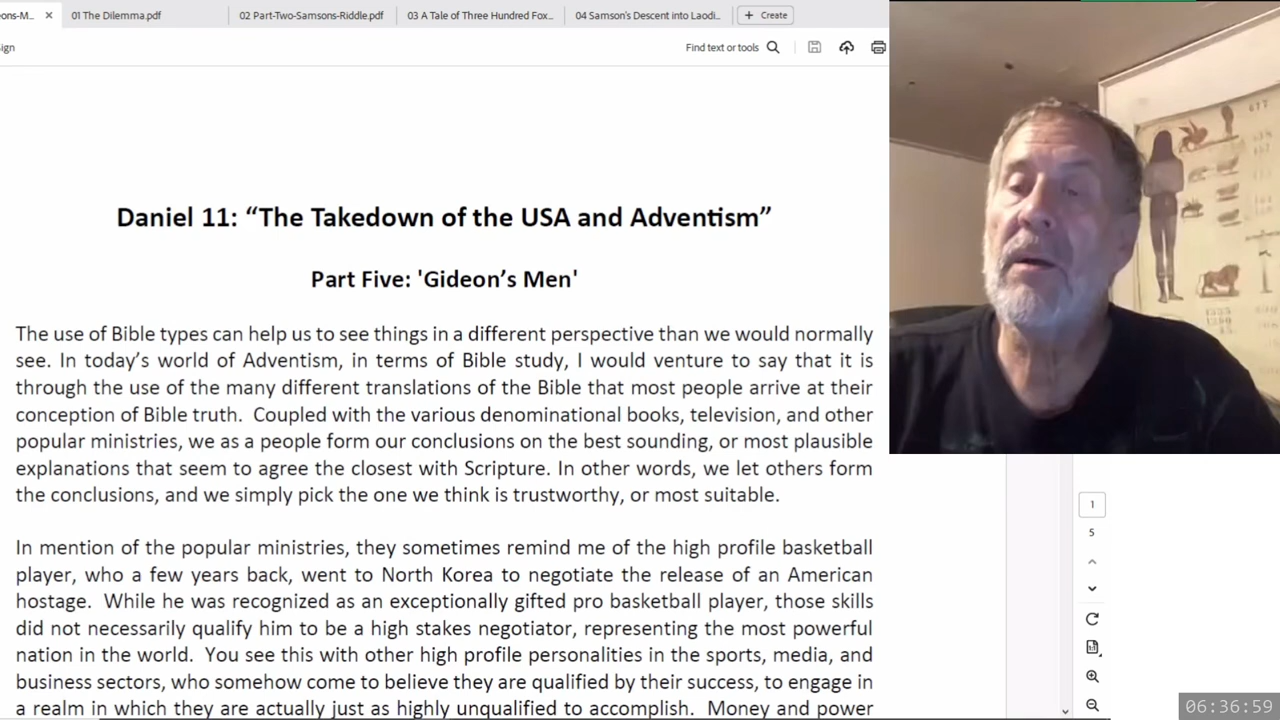 ons-M...
01 The Dilemma.pdf
02 Part-Two-Samsons-Riddle.pdf
03 A Tale of Three Hundred Fox...
04 Samson's Descent into Laodi...
+ Create
ign
Find text or tools
Daniel 11: “The Takedown of the USA and Adventism”
Part Five: 'Gideon’s Men'
The use of Bible types can help us to see things in a different perspective than we would normally
see. In today’s world of Adventism, in terms of Bible study, I would venture to say that it is
through the use of the many different translations of the Bible that most people arrive at their
conception of Bible truth. Coupled with the various denominational books, television, and other
popular ministries, we as a people form our conclusions on the best sounding, or most plausible
explanations that seem to agree the closest with Scripture. In other words, we let others form
the conclusions, and we simply pick the one we think is trustworthy, or most suitable.
In mention of the popular ministries, they sometimes remind me of the high profile basketball
player, who a few years back, went to North Korea to negotiate the release of an American
hostage. While he was recognized as an exceptionally gifted pro basketball player, those skills
did not necessarily qualify him to be a high stakes negotiator, representing the most powerful
nation in the world. You see this with other high profile personalities in the sports, media, and
business sectors, who somehow come to believe they are qualified by their success, to engage in
a realm in which they are actually just as highly unqualified to accomplish. Money and power
1
5
06:36:59